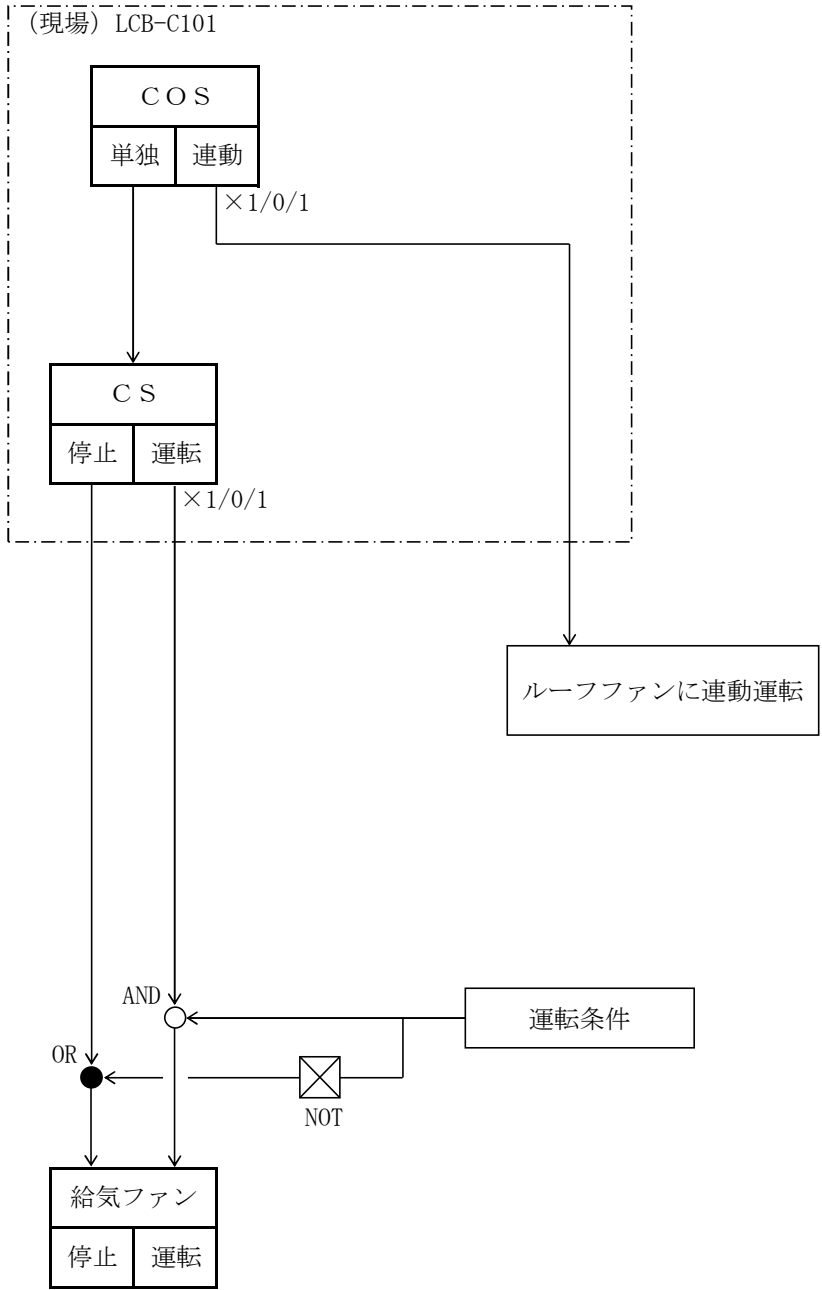 (現場) LCB-C101
ＣＯＳ
単独 連動
×1/0/1
ＣＳ
停止 運転
×1/0/1
ルーフファンに連動運転
AND
運転条件
OR
NOT
給気ファン
停止 運転